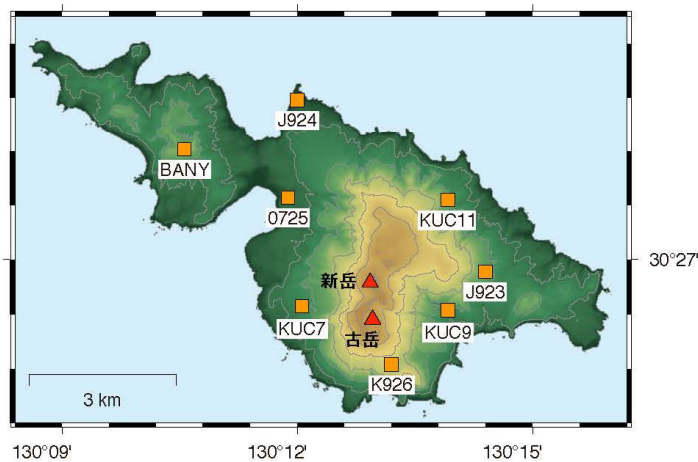 J924
BANY
0725
KUC11
30°27'
新岳
J923
KUC7
KUC9
古岳
K926
3 km
130°09'
130°12'
130°15'